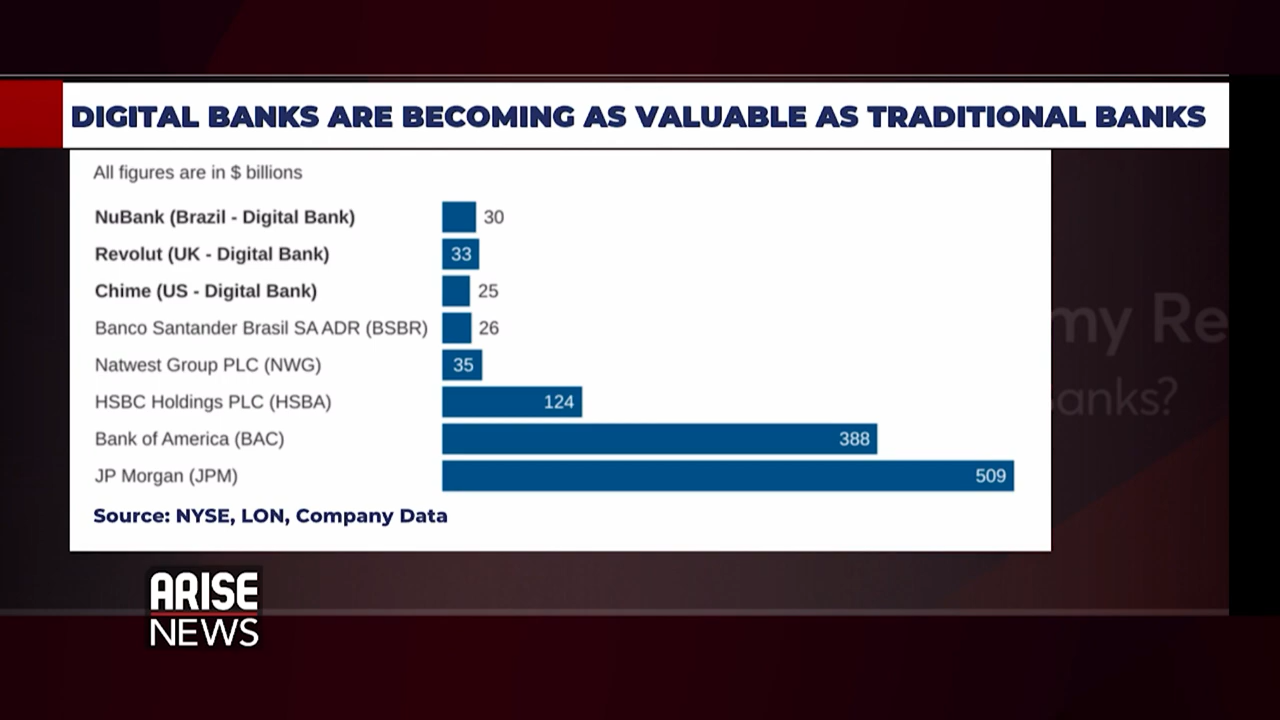 DIGITAL BANKS ARE BECOMING AS VALUABLE AS TRADITIONAL BANKS
All figures are in $ billions
NuBank (Brazil - Digital Bank) 30
Revolut (UK - Digital Bank) 33
Chime (US - Digital Bank) 25
Banco Santander Brasil SA ADR (BSBR) 26
Natwest Group PLC (NWG) 35
HSBC Holdings PLC (HSBA) 124
Bank of America (BAC) 388
JP Morgan (JPM) 509
Source: NYSE, LON, Company Data
my Re
anks?
ARISE
NEWS